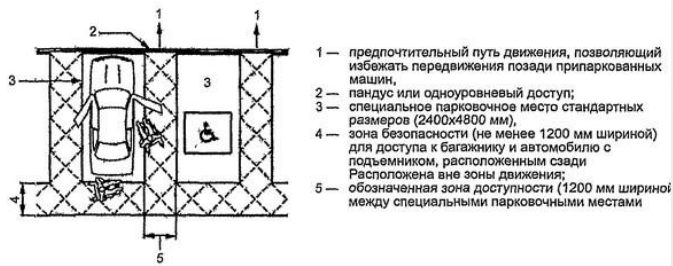 1
1
2
3
3
4
5
1 — предпочтительный путь движения, позволяющий
избежать передвижения позади припаркованных
машин,
2 — пандус или одноуровневый доступ;
3 — специальное парковочное место стандартных
размеров (2400х4800 мм),
4 — зона безопасности (не менее 1200 мм шириной)
для доступа к багажнику и автомобилю с
подъемником, расположенным сзади
Расположена вне зоны движения;
5 — обозначенная зона доступности (1200 мм шириной
между специальными парковочными местами